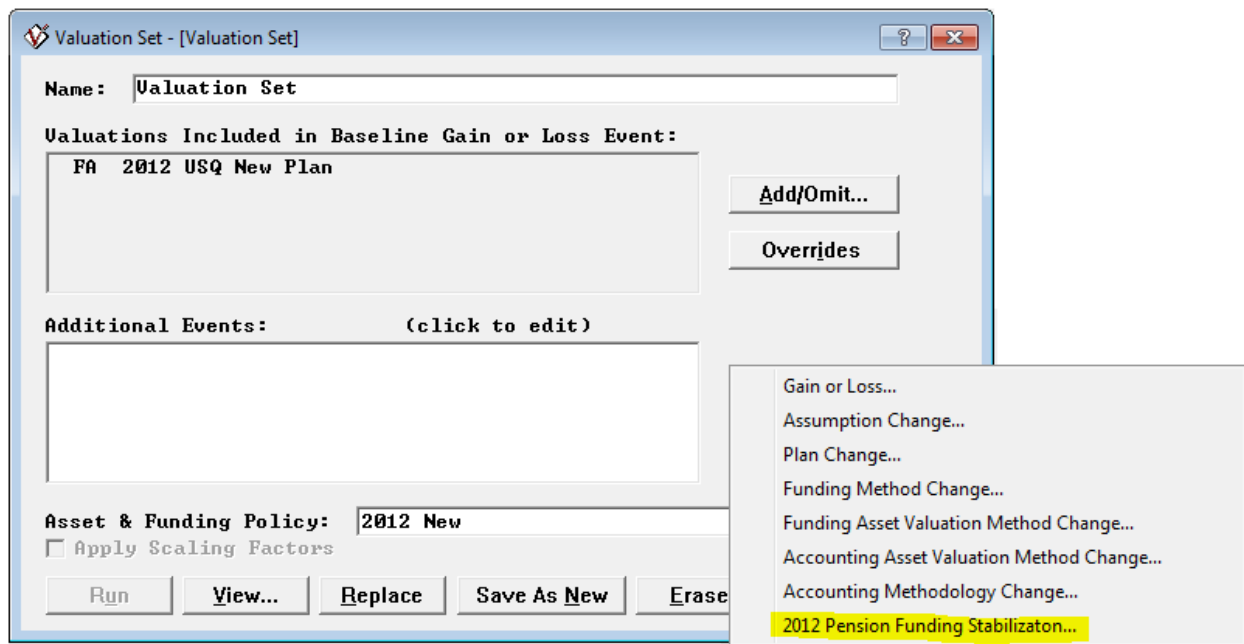 Valuation Set - [Valuation Set]
?
Name: Valuation Set
Valuations Included in Baseline Gain or Loss Event:
FA 2012 USQ New Plan
Add/Omit...
Overrides
Additional Events: (click to edit)
Gain or Loss...
Assumption Change...
Plan Change...
Funding Method Change...
Funding Asset Valuation Method Change...
Accounting Asset Valuation Method Change...
Accounting Methodology Change...
2012 Pension Funding Stabilizaton...
Asset & Funding Policy: 2012 New
Apply Scaling Factors
Run View... Replace Save As New Erase